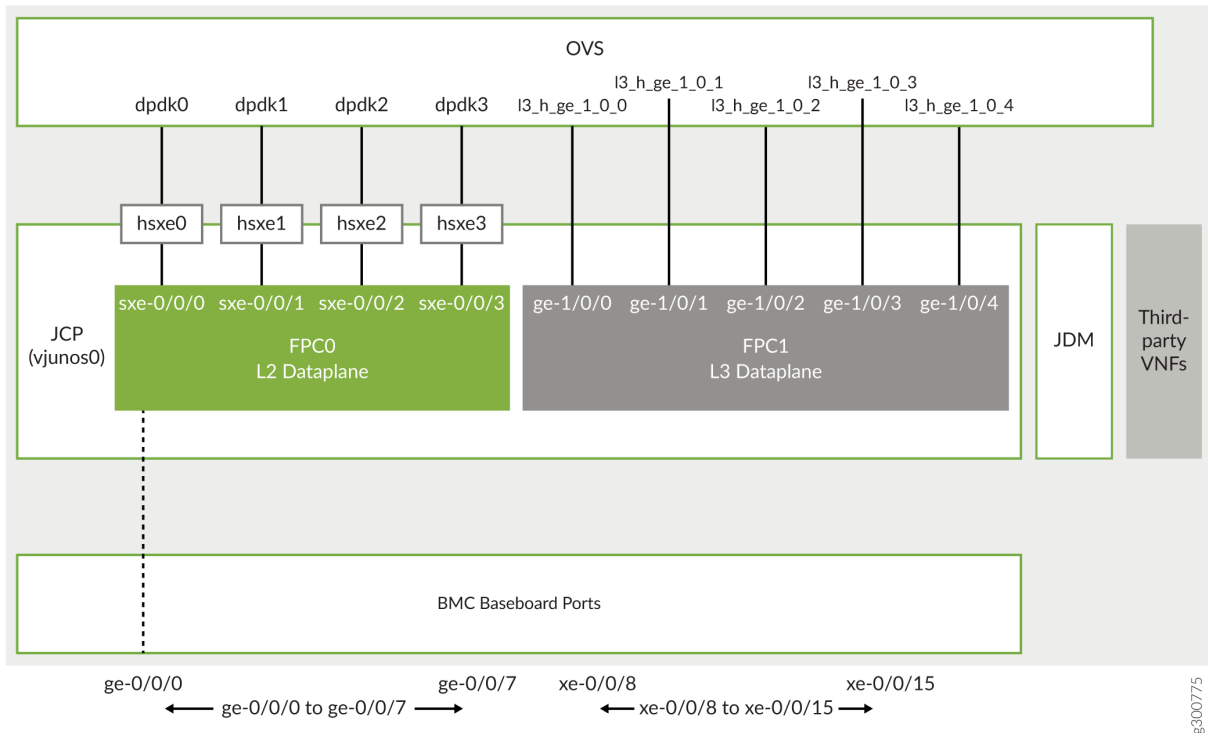 OVS
l3_h_ge_1_0_1 l3_h_ge_1_0_3
dpdk0 dpdk1 dpdk2 dpdk3 l3_h_ge_1_0_0 l3_h_ge_1_0_2 l3_h_ge_1_0_4
hsxe0 hsxe1 hsxe2 hsxe3
sxe-0/0/0 sxe-0/0/1 sxe-0/0/2 sxe-0/0/3 ge-1/0/0 ge-1/0/1 ge-1/0/2 ge-1/0/3 ge-1/0/4
JCP
(vjunos0)
FPC0
L2 Dataplane
FPC1
L3 Dataplane
JDM
Third-
party
VNFs
BMC Baseboard Ports
ge-0/0/0 ge-0/0/7 xe-0/0/8 xe-0/0/15
ge-0/0/0 to ge-0/0/7 xe-0/0/8 to xe-0/0/15
g300775